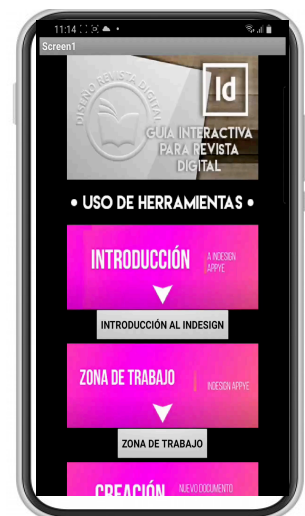 11:14
Screen1
DISEÑO REVISTA DIGITAL
Id
GUÍA INTERACTIVA
PARA REVISTA
DIGITAL
• USO DE HERRAMIENTAS •
INTRODUCCIÓN
A INDESIGN
APPYE
INTRODUCCIÓN AL INDESIGN
ZONA DE TRABAJO
INDESIGN APPYE
ZONA DE TRABAJO
CREACIÓN
NUEVO DOCUMENTO